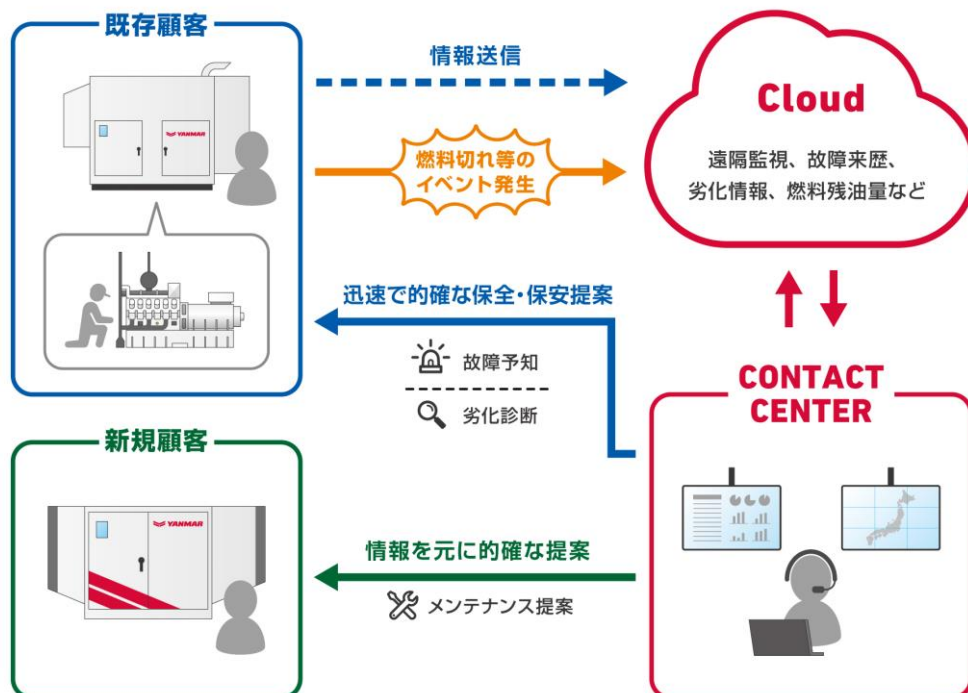 既存顧客
YANMAR
情報送信
燃料切れ等の
イベント発生
Cloud
遠隔監視、故障来歴、
劣化情報、燃料残油量など
迅速で的確な保全・保安提案
故障予知
劣化診断
CONTACT
CENTER
新規顧客
YANMAR
情報を元に的確な提案
メンテナンス提案